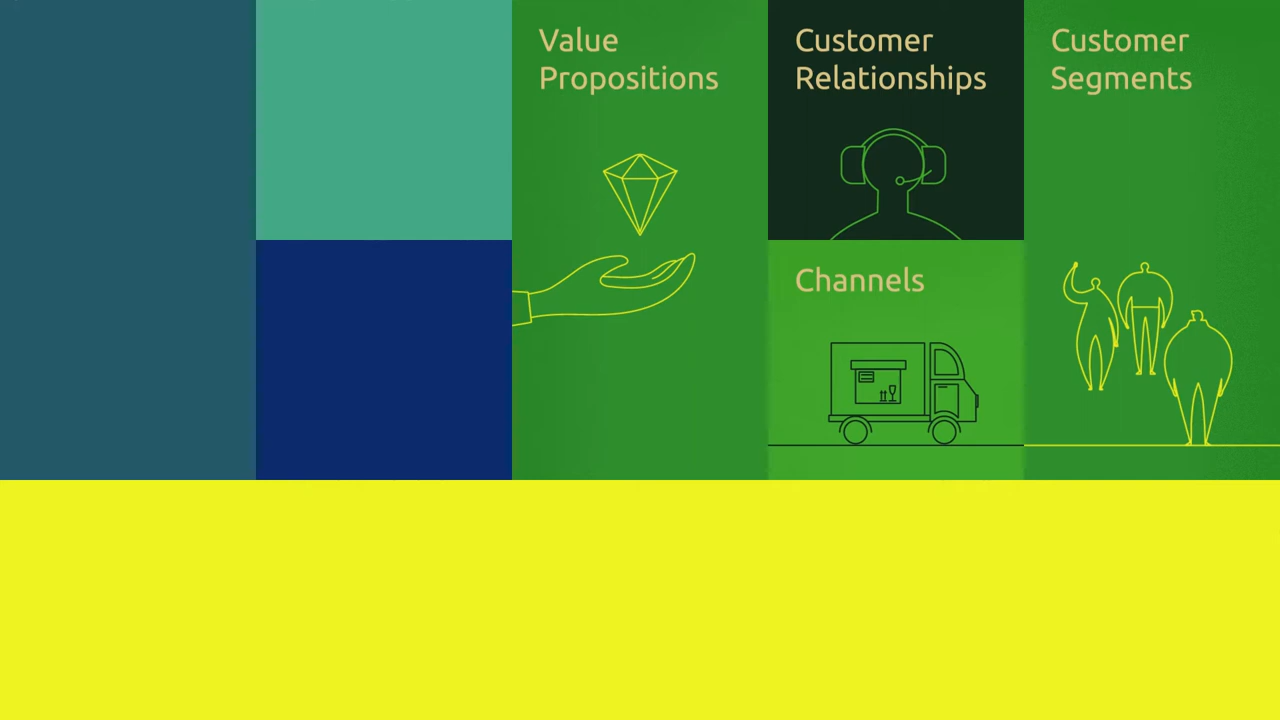 Value
Propositions
Customer
Relationships
Channels
Customer
Segments